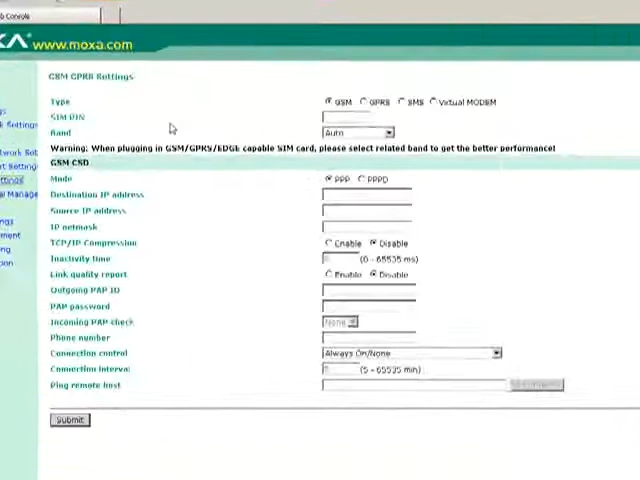 b Console
www.moxa.com
GSM GPRS Settings
Type GSM GPRS SMS Virtual MODEM
SIM PIN
Band Auto
Warning: When plugging in GSM/GPRS/EDGE capable SIM card, please select related band to get the better performance!
GSM CSD
Mode PPP PPPD
Destination IP address
Source IP address
IP netmask
TCP/IP Compression Enable Disable
Inactivity time (0 - 65535 ms)
Link quality report Enable Disable
Outgoing PAP ID
PAP password
Incoming PAP check None
Phone number
Connection control Always On/None
Connection interval (5 - 65535 min)
Ping remote host
Submit